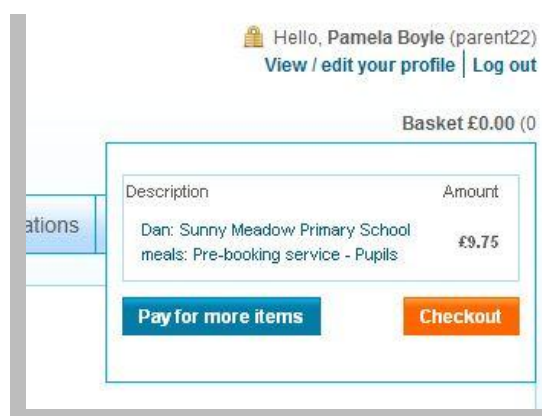 Hello, Pamela Boyle (parent22)
View / edit your profile | Log out
Basket £0.00 (0
Description Amount
ations
Dan: Sunny Meadow Primary School
meals: Pre-booking service - Pupils
£9.75
Pay for more items Checkout